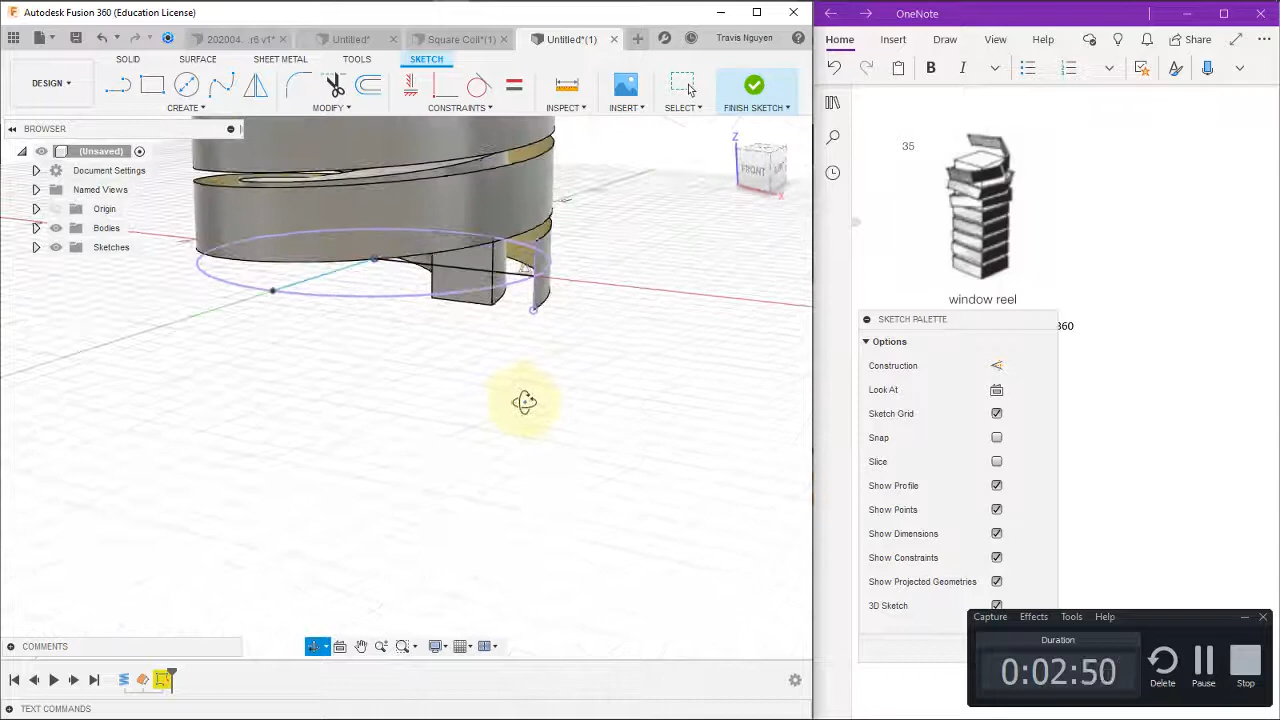 Autodesk Fusion 360 (Education License)
OneNote
202004... r6.v1*
Untitled*
Square Coil*(1)
Untitled*(1)
Travis Nguyen
Home
Insert
Draw
View
Help
Share
DESIGN
SOLID
SURFACE
SHEET METAL
TOOLS
SKETCH
CREATE
MODIFY
CONSTRAINTS
INSPECT
INSERT
SELECT
FINISH SKETCH
B
I
BROWSER
(Unsaved)
Document Settings
Named Views
Origin
Bodies
Sketches
Z
FRONT
X
35
window reel
360
SKETCH PALETTE
Options
Construction
Look At
Sketch Grid
Snap
Slice
Show Profile
Show Points
Show Dimensions
Show Constraints
Show Projected Geometries
3D Sketch
Capture
Effects
Tools
Help
Duration
0:02:50
Delete
Pause
Stop
COMMENTS
TEXT COMMANDS